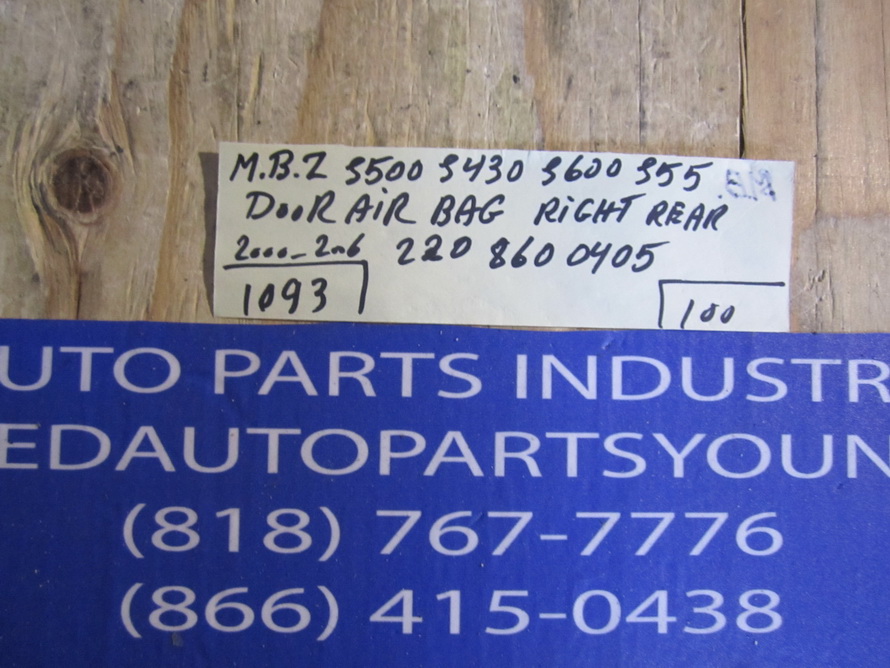 M.B.Z S500 S430 S600 S55
DooR AiR BAG RiGHT REAR
2000-2006 220 860 0405
1093
100
UTO PARTS INDUSTR
EDAUTOPARTSYOUN
(818) 767-7776
(866) 415-0438